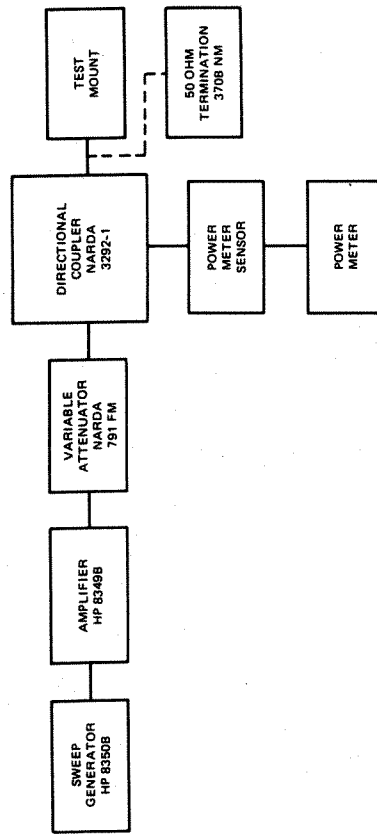 SWEEP
GENERATOR
HP 8350B
AMPLIFIER
HP 8349B
VARIABLE
ATTENUATOR
NARDA
791 FM
DIRECTIONAL
COUPLER
NARDA
3292-1
TEST
MOUNT
50 OHM
TERMINATION
370B NM
POWER
METER
SENSOR
POWER
METER